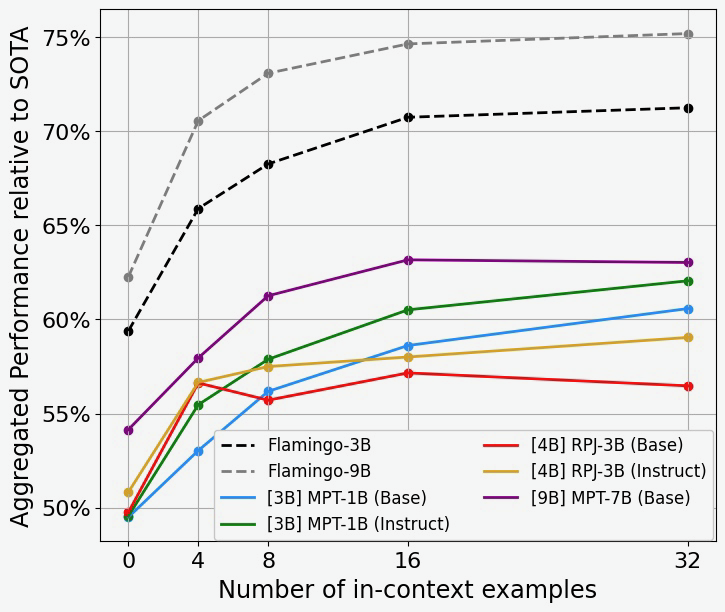 Aggregated Performance relative to SOTA
75%
70%
65%
60%
55%
50%
Flamingo-3B
Flamingo-9B
[3B] MPT-1B (Base)
[3B] MPT-1B (Instruct)
[4B] RPJ-3B (Base)
[4B] RPJ-3B (Instruct)
[9B] MPT-7B (Base)
0 4 8 16 32
Number of in-context examples